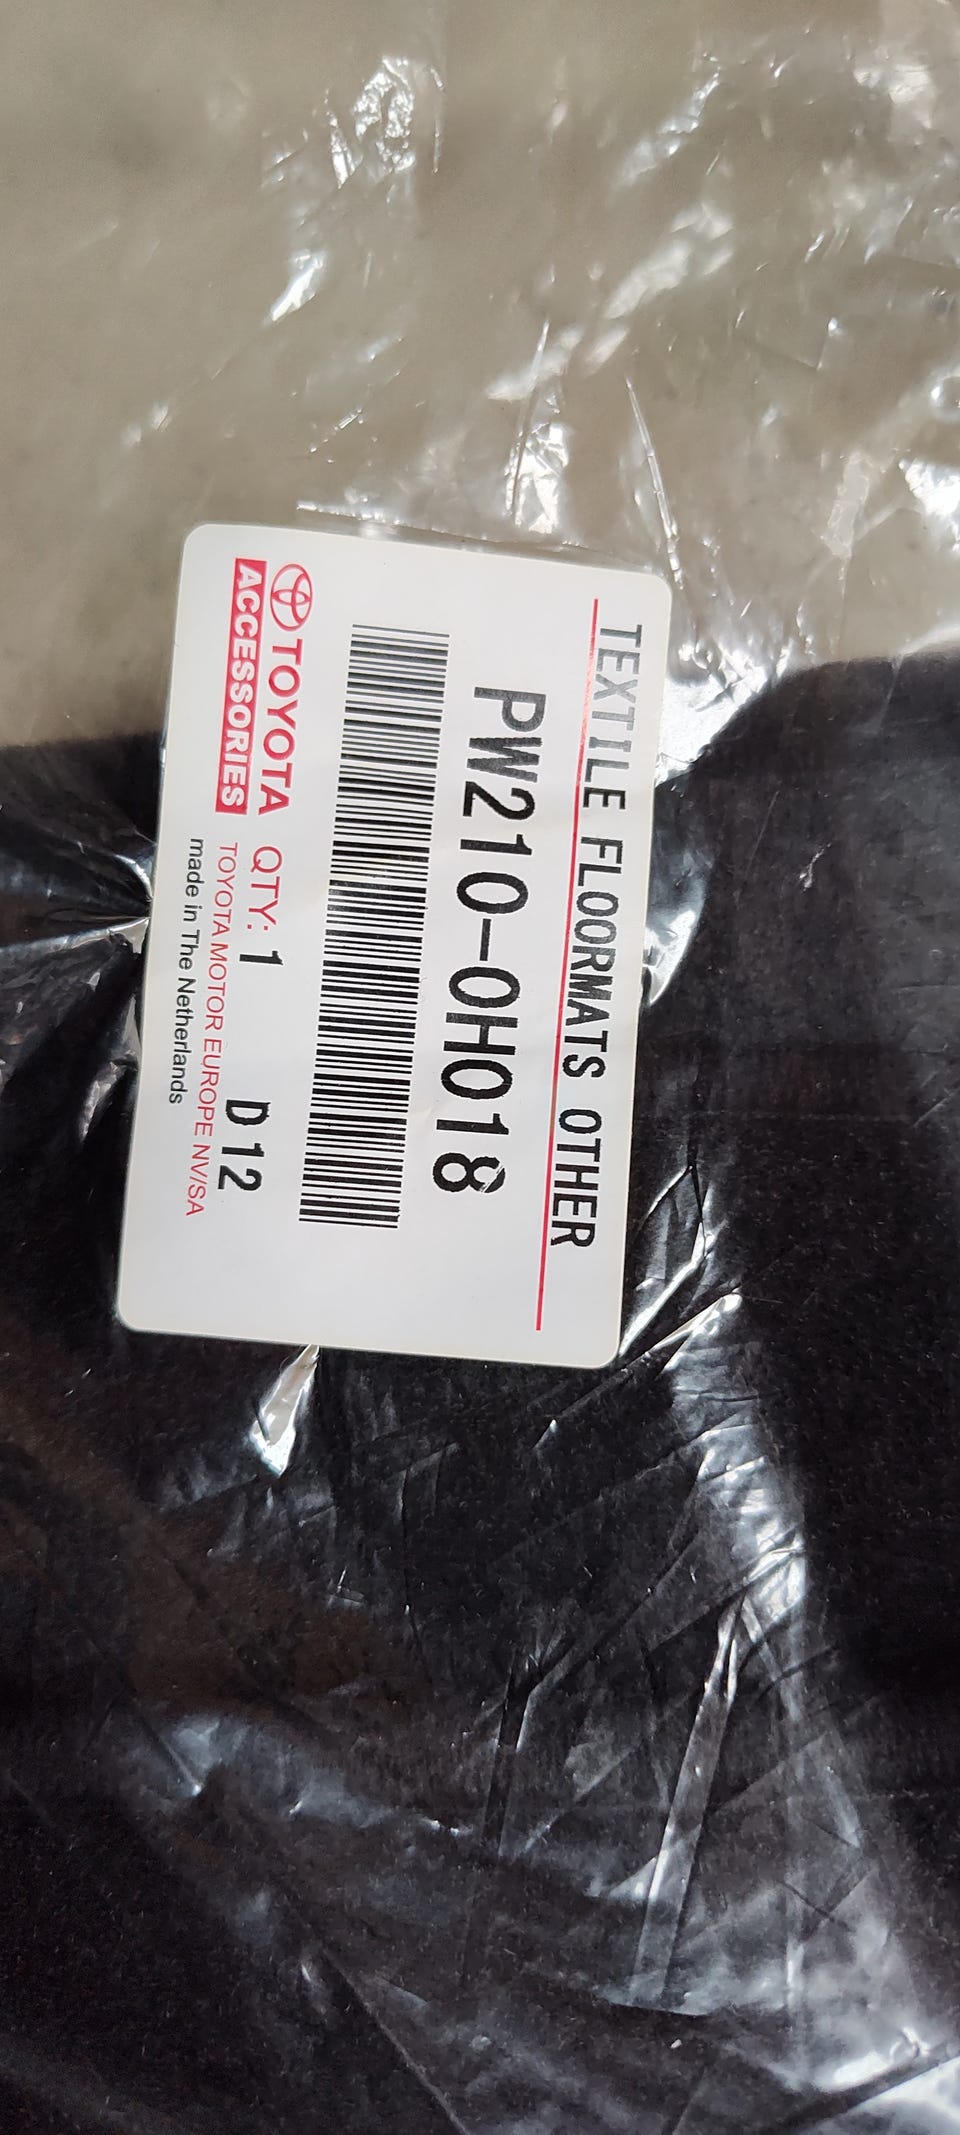 TEXTILE FLOORMATS OTHER
PW210-0H018
TOYOTA QTY: 1 D12
ACCESSORIES TOYOTA MOTOR EUROPE NV/SA
made in The Netherlands